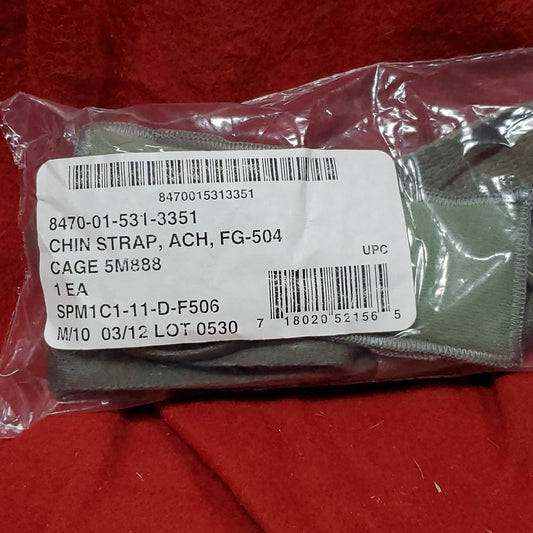 8470015313351
8470-01-531-3351
CHIN STRAP, ACH, FG-504
CAGE 5M888
UPC
1 EA
SPM1C1-11-D-F506
M/10 03/12 LOT 0530
7 18020 52156 5